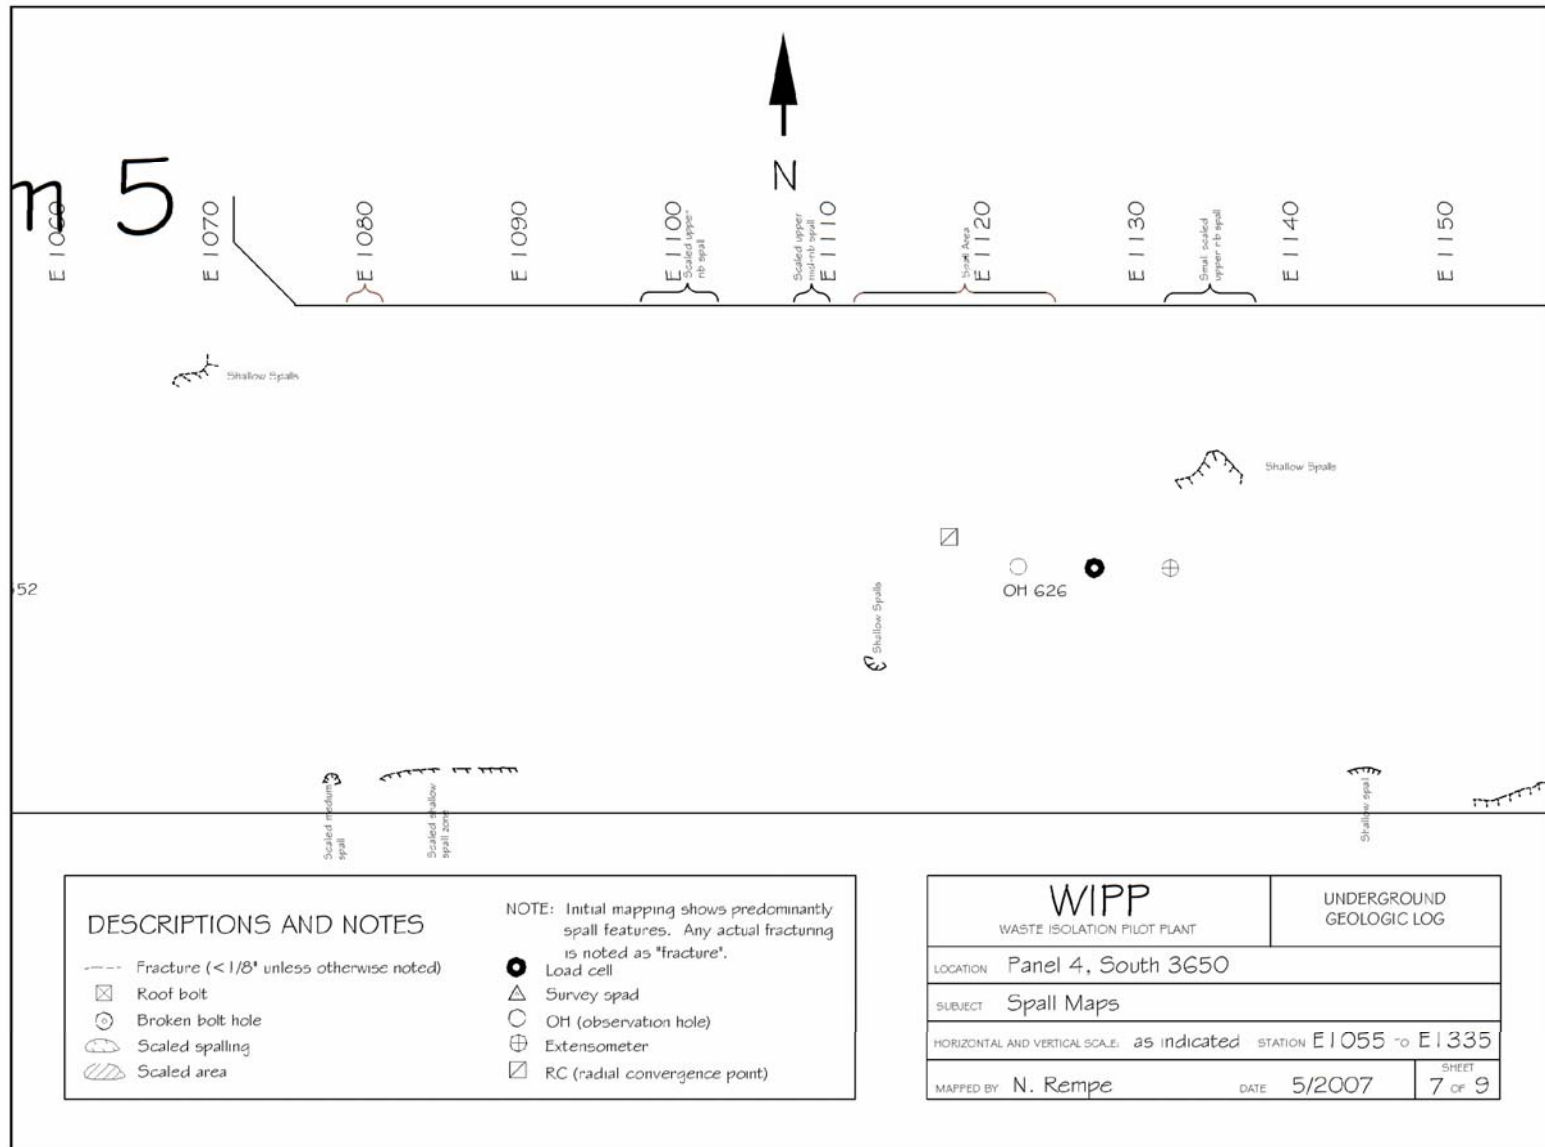 m 5
N
E 1060
E 1070
E 1080
E 1090
E 1100
Scaled upper
rib spall
Scaled upper
mid-rib spall
E 1110
Spall Area
E 1120
E 1130
Small scaled
upper rib spall
E 1140
E 1150
Shallow Spalls
Shallow Spalls
OH 626
Shallow Spalls
52
Scaled medium
spall
Scaled shallow
spall zone
Shallow spall
DESCRIPTIONS AND NOTES
Fracture (<1/8" unless otherwise noted)
Roof bolt
Broken bolt hole
Scaled spalling
Scaled area
NOTE: Initial mapping shows predominantly
spall features. Any actual fracturing
is noted as "fracture".
Load cell
Survey spad
OH (observation hole)
Extensometer
RC (radial convergence point)
WIPP
WASTE ISOLATION PILOT PLANT
UNDERGROUND
GEOLOGIC LOG
LOCATION Panel 4, South 3650
SUBJECT Spall Maps
HORIZONTAL AND VERTICAL SCALE: as indicated STATION E1055 TO E1335
MAPPED BY N. Rempe DATE 5/2007
SHEET
7 OF 9